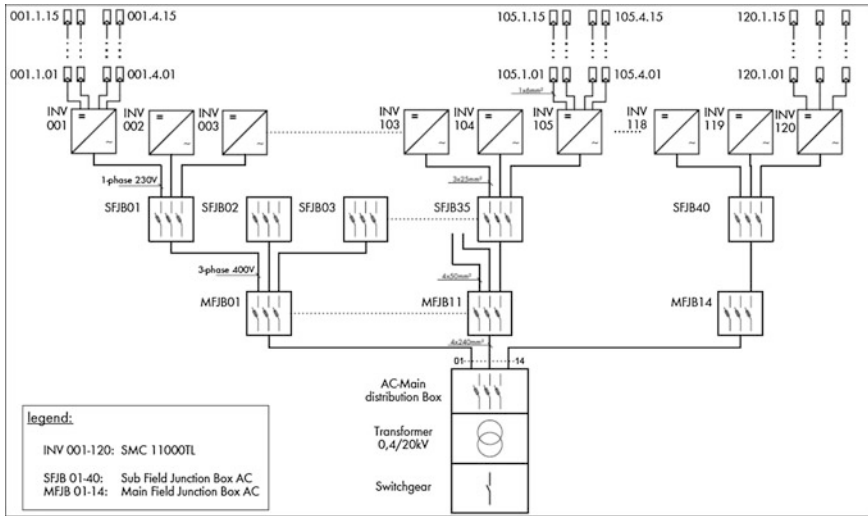 001.1.15 001.4.15 105.1.15 105.4.15 120.1.15
001.1.01 001.4.01 105.1.01 105.4.01 120.1.01
1x6mm²
INV 001
INV 002
INV 003
INV 103
INV 104
INV 105
INV 118
INV 119
INV 120
1-phase 230V
3x25mm²
SFJB01 SFJB02 SFJB03 SFJB35 SFJB40
3-phase 400V
4x50mm²
MFJB01 MFJB11 MFJB14
4x240mm²
01 14
AC-Main
distribution Box
Transformer
0,4/20kV
Switchgear
legend:
INV 001-120: SMC 11000TL
SFJB 01-40: Sub Field Junction Box AC
MFJB 01-14: Main Field Junction Box AC